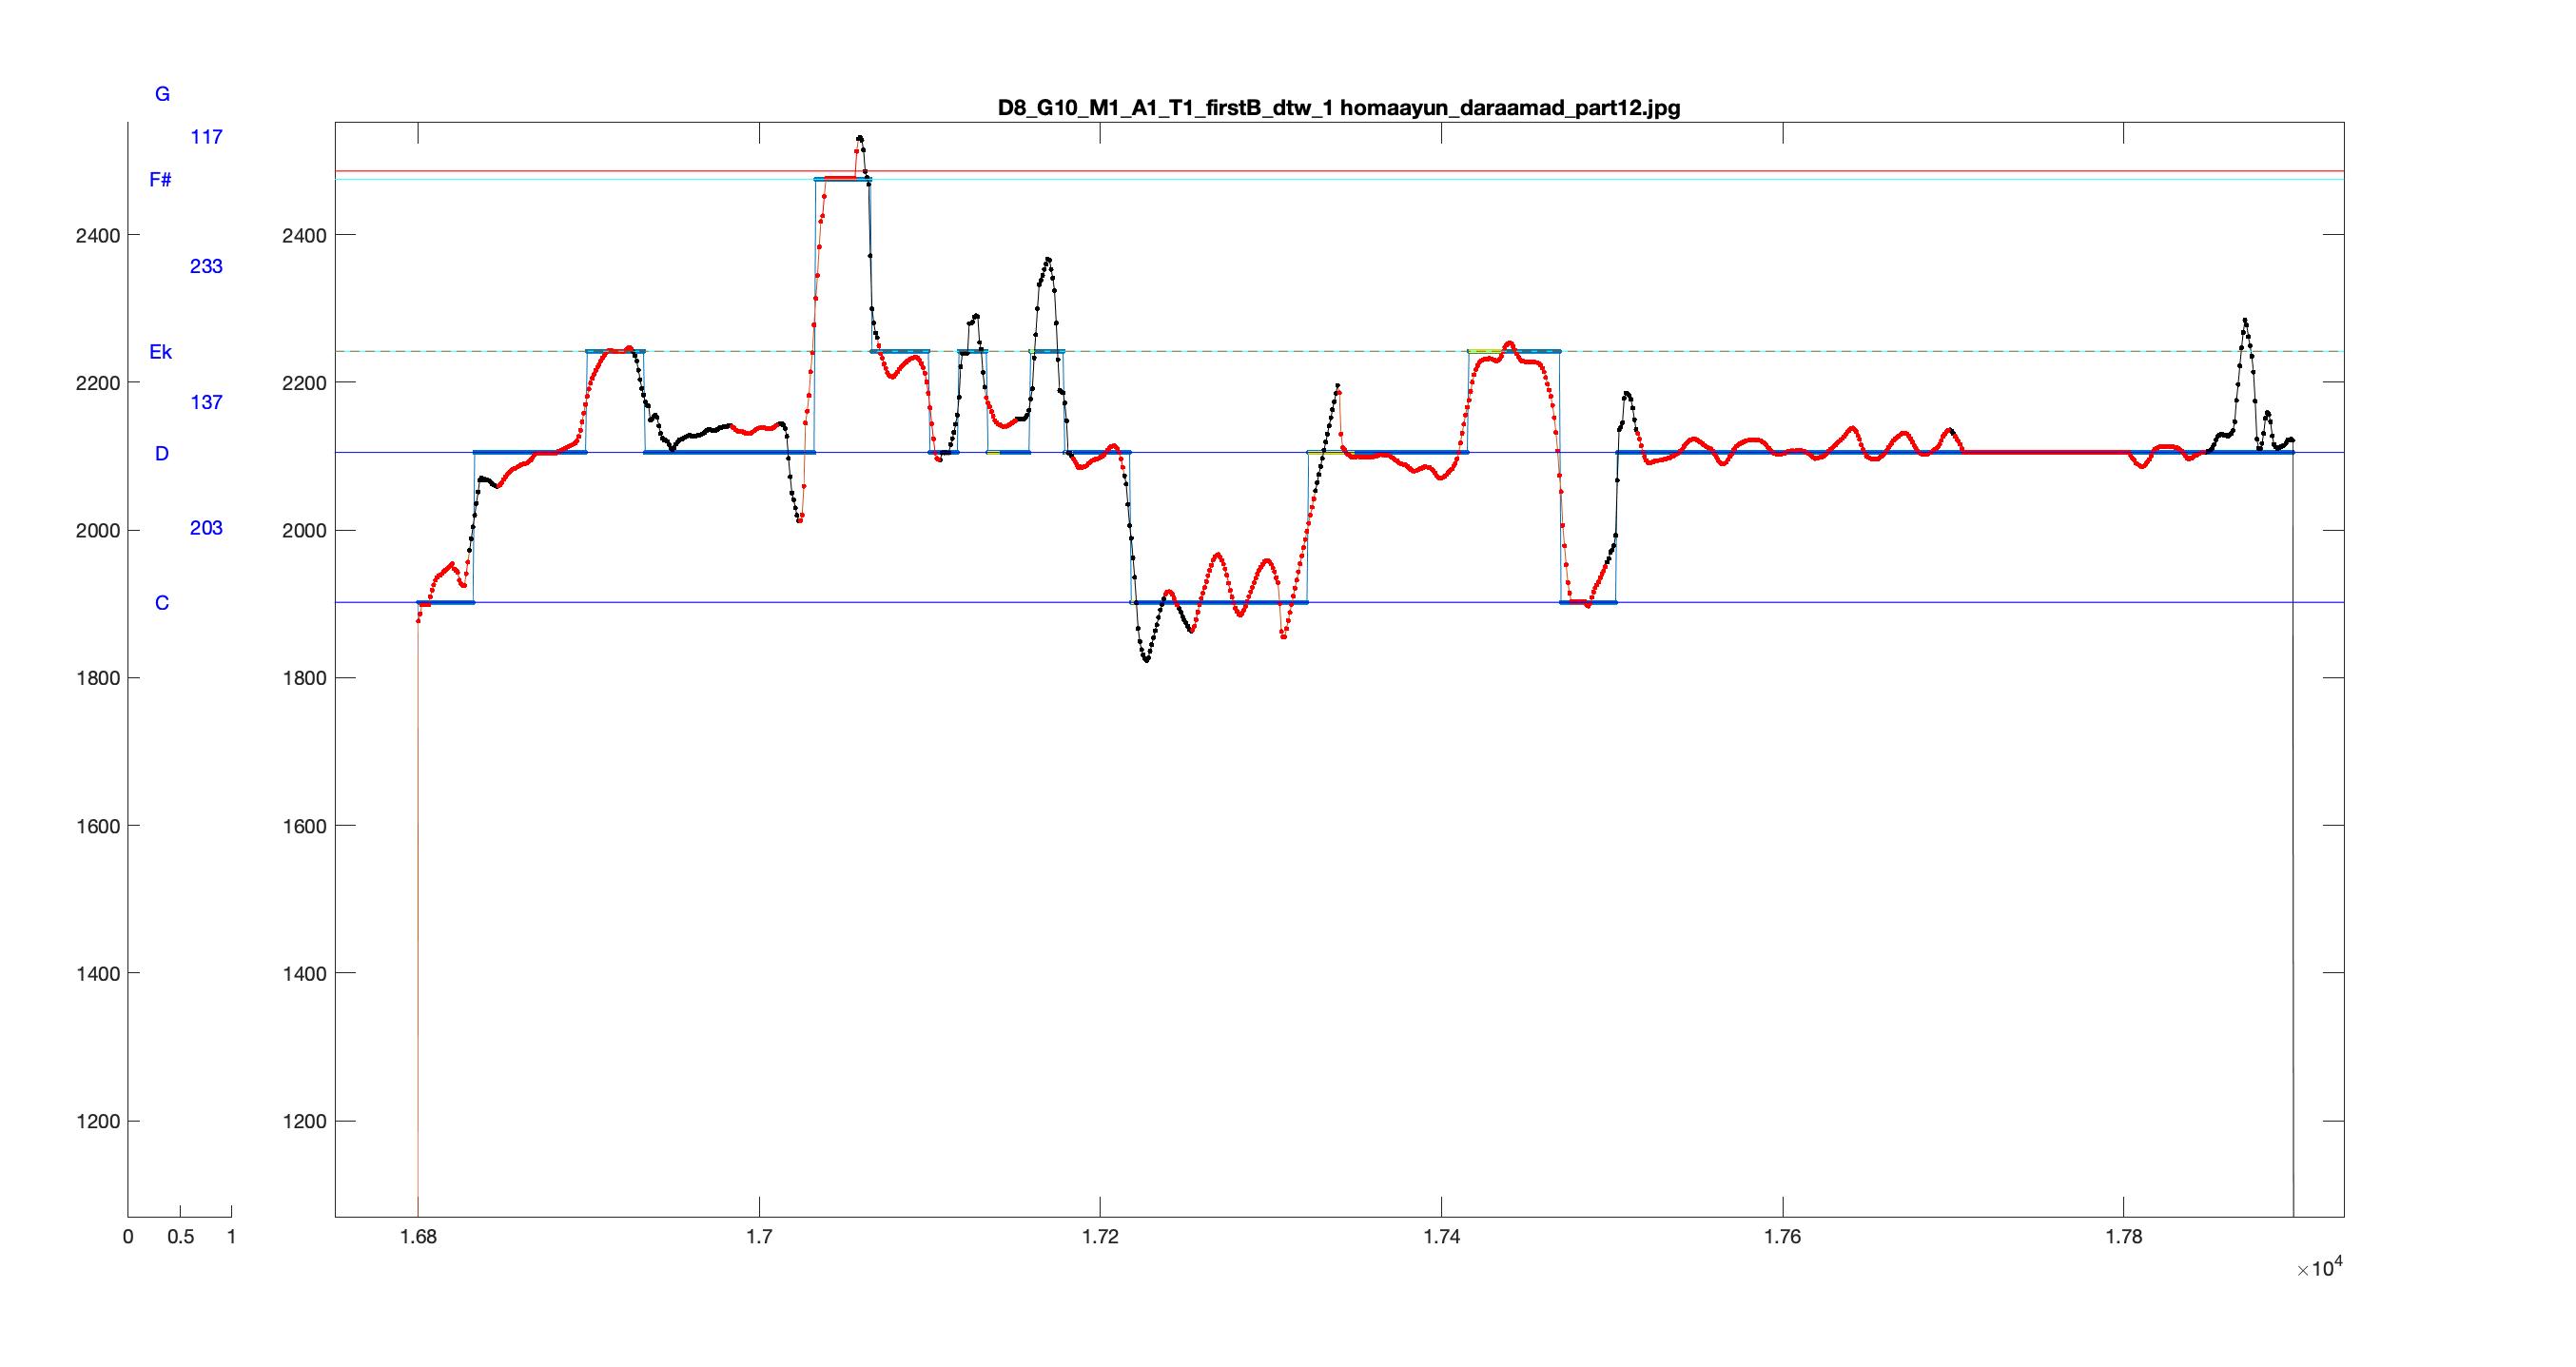 D8_G10_M1_A1_T1_firstB_dtw_1 homaayun_daraamad_part12.jpg
G
117
F#
2400 233 2400
Ek
2200 137 2200
D
2000 203 2000
C
1800 1800
1600 1600
1400 1400
1200 1200
0 0.5 1 1.68 1.7 1.72 1.74 1.76 1.78
×10^4